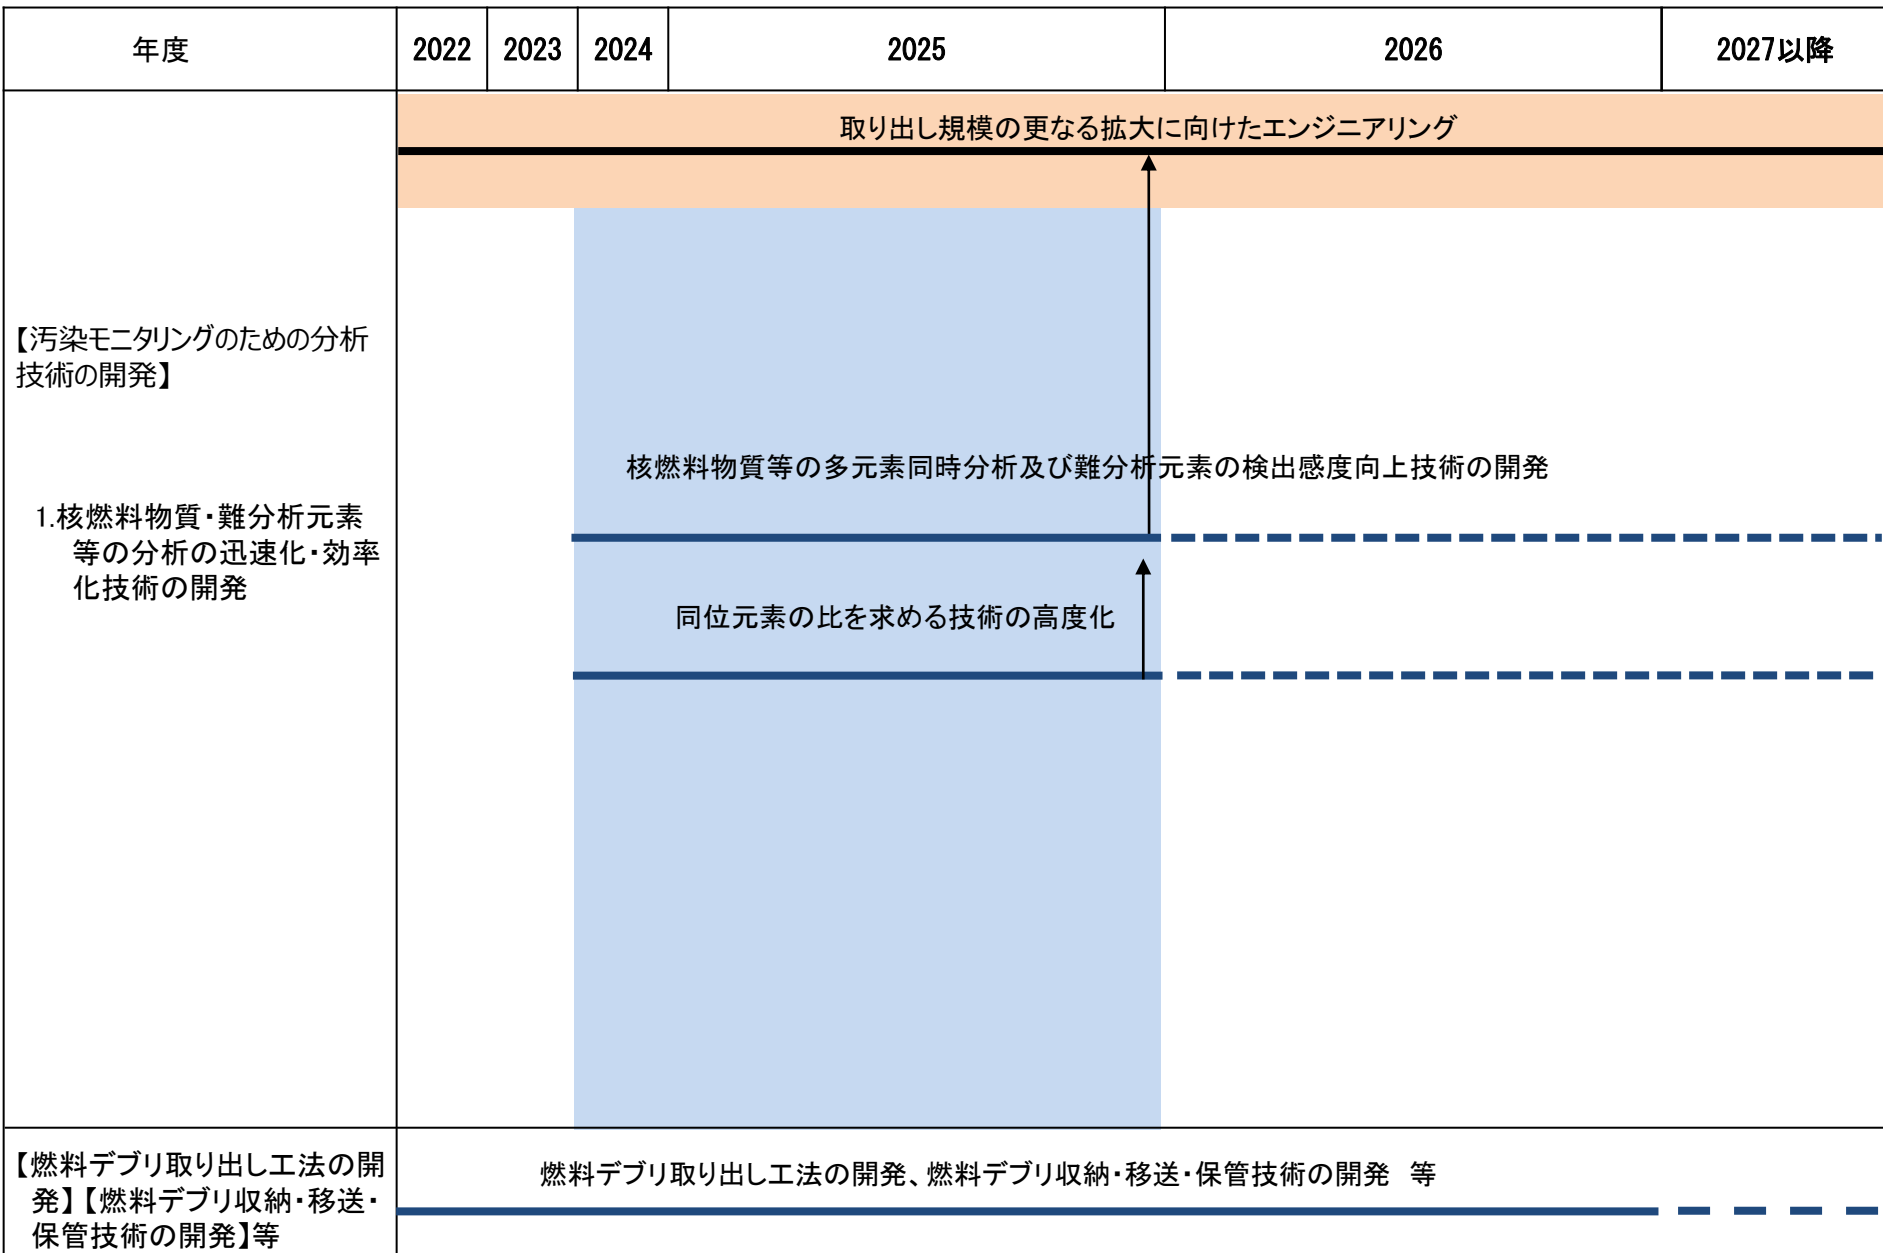 年度
2022
2023
2024
2025
2026
2027以降
取り出し規模の更なる拡大に向けたエンジニアリング
【汚染モニタリングのための分析
技術の開発】
核燃料物質等の多元素同時分析及び難分析元素の検出感度向上技術の開発
1.核燃料物質・難分析元素
等の分析の迅速化・効率
化技術の開発
同位元素の比を求める技術の高度化
【燃料デブリ取り出し工法の開
発】【燃料デブリ収納・移送・
保管技術の開発】等
燃料デブリ取り出し工法の開発、燃料デブリ収納・移送・保管技術の開発　等